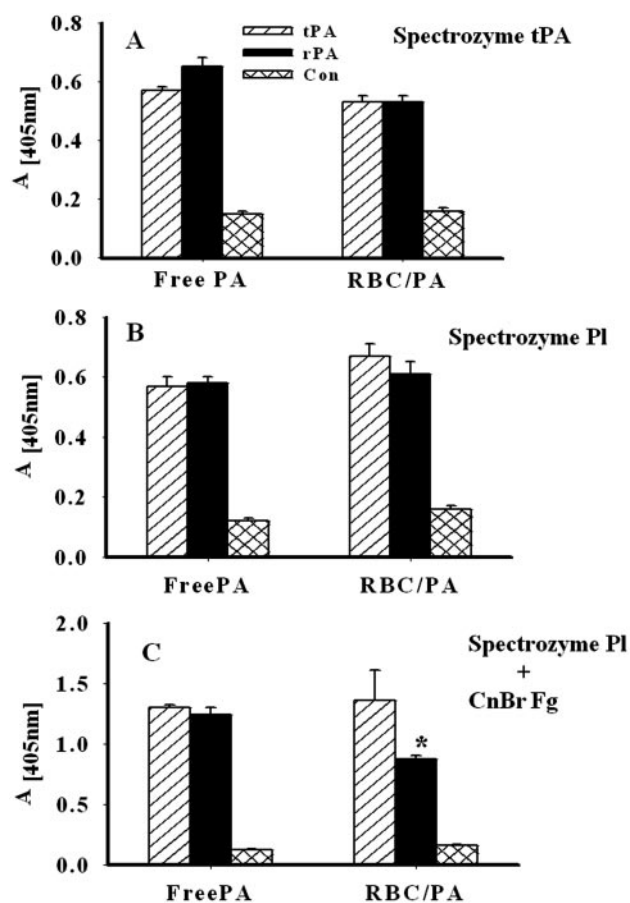 0.8
0.6
0.4
0.2
0.0
A [405nm]
A
tPA
rPA
Con
Spectrozyme tPA
Free PA
RBC/PA
0.8
0.6
0.4
0.2
0.0
A [405nm]
B
Spectrozyme Pl
FreePA
RBC/PA
2.0
1.5
1.0
0.5
0.0
A [405nm]
C
Spectrozyme Pl
+
CnBr Fg
*
FreePA
RBC/PA